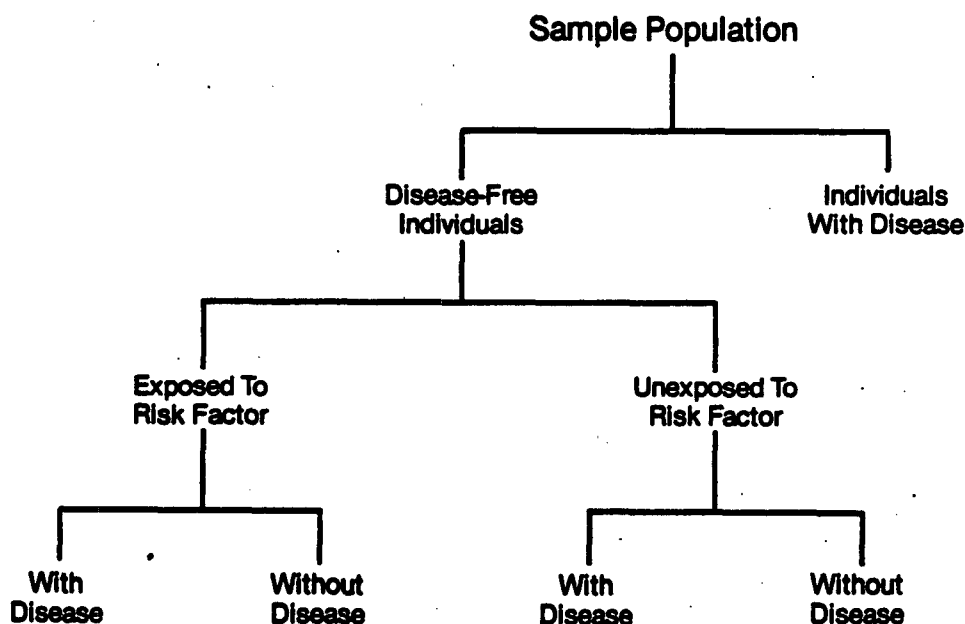 Sample Population
Disease-Free
Individuals
Individuals
With Disease
Exposed To
Risk Factor
Unexposed To
Risk Factor
With
Disease
Without
Disease
With
Disease
Without
Disease